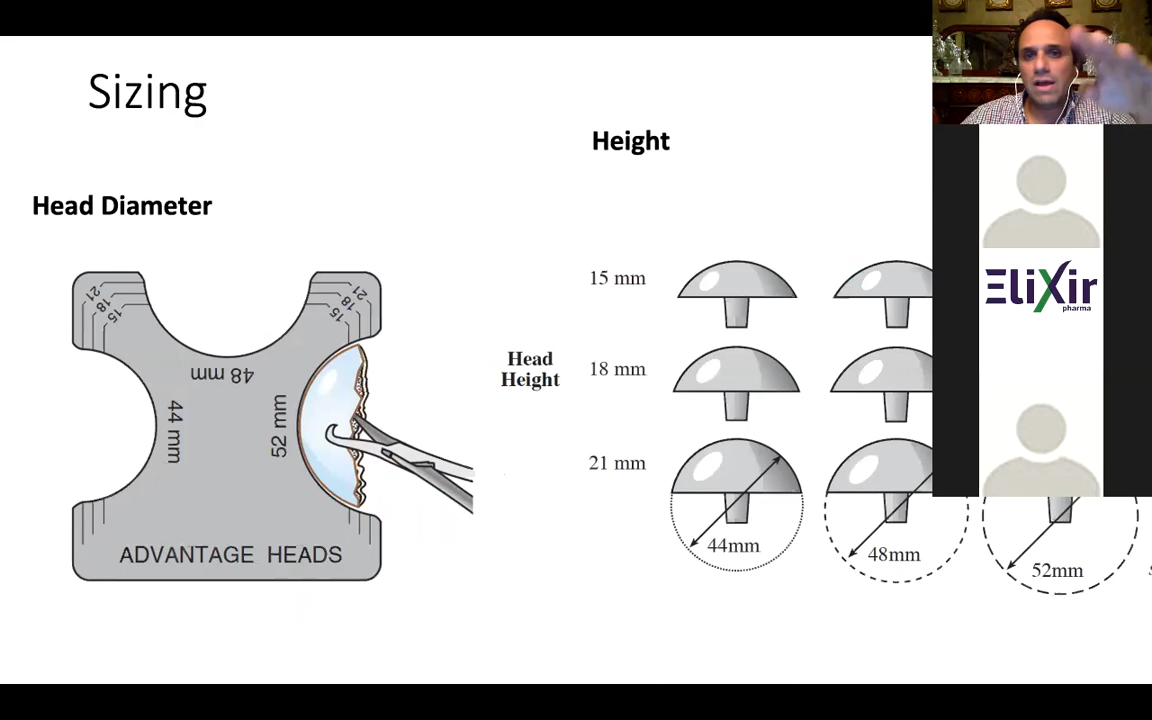 Sizing
Head Diameter
Height
21
18
15
21
18
15
48 mm
44 mm
52 mm
ADVANTAGE HEADS
Head
Height
15 mm
18 mm
21 mm
44mm
48mm
52mm
ELiXir
pharma